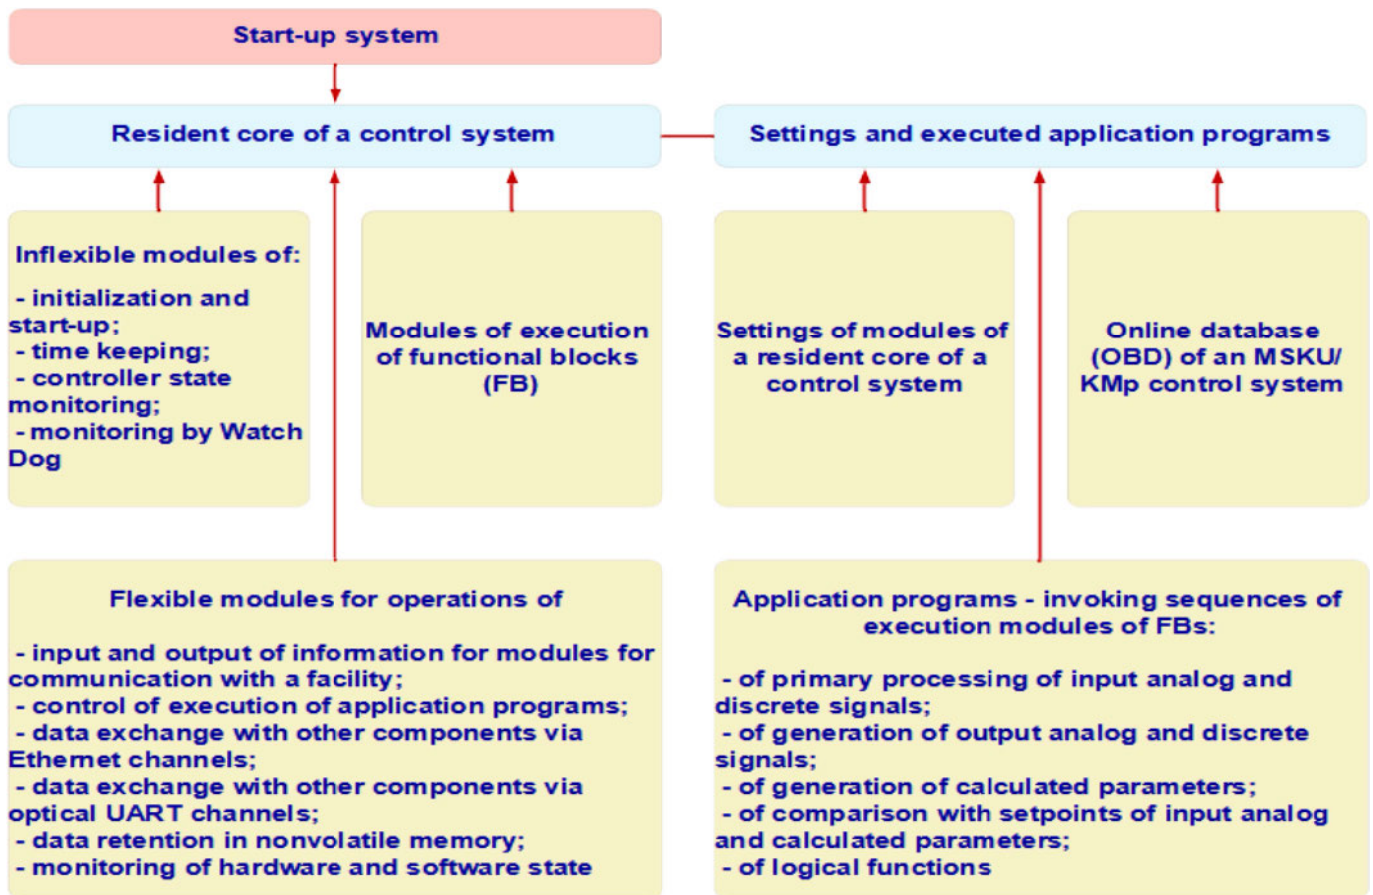 Start-up system
Resident core of a control system
Settings and executed application programs
Inflexible modules of:
- initialization and
start-up;
- time keeping;
- controller state
monitoring;
- monitoring by Watch
Dog
Modules of execution
of functional blocks
(FB)
Settings of modules of
a resident core of a
control system
Online database
(OBD) of an MSKU/
KMp control system
Flexible modules for operations of
- input and output of information for modules for
communication with a facility;
- control of execution of application programs;
- data exchange with other components via
Ethernet channels;
- data exchange with other components via
optical UART channels;
- data retention in nonvolatile memory;
- monitoring of hardware and software state
Application programs - invoking sequences of
execution modules of FBs:
- of primary processing of input analog and
discrete signals;
- of generation of output analog and discrete
signals;
- of generation of calculated parameters;
- of comparison with setpoints of input analog
and calculated parameters;
- of logical functions